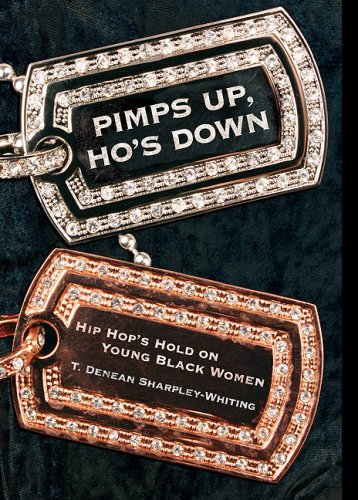 PIMPS UP,
HO'S DOWN
HIP HOP'S HOLD ON
YOUNG BLACK WOMEN
T. DENEAN SHARPLEY-WHITING